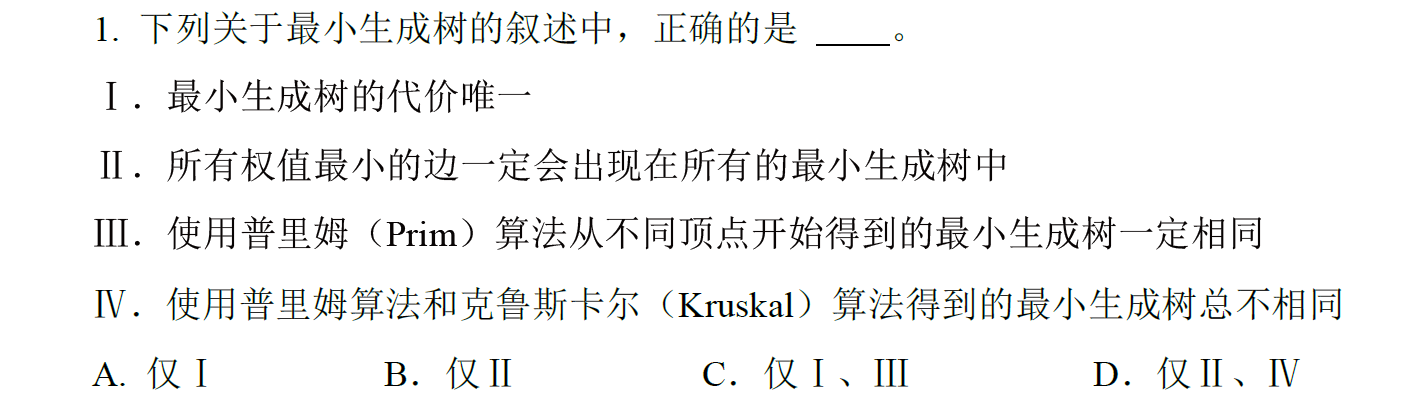 1. 下列关于最小生成树的叙述中，正确的是 ____。
Ⅰ．最小生成树的代价唯一
Ⅱ．所有权值最小的边一定会出现在所有的最小生成树中
Ⅲ．使用普里姆（Prim）算法从不同顶点开始得到的最小生成树一定相同
Ⅳ．使用普里姆算法和克鲁斯卡尔（Kruskal）算法得到的最小生成树总不相同
A. 仅Ⅰ B．仅Ⅱ C．仅Ⅰ、Ⅲ D．仅Ⅱ、Ⅳ